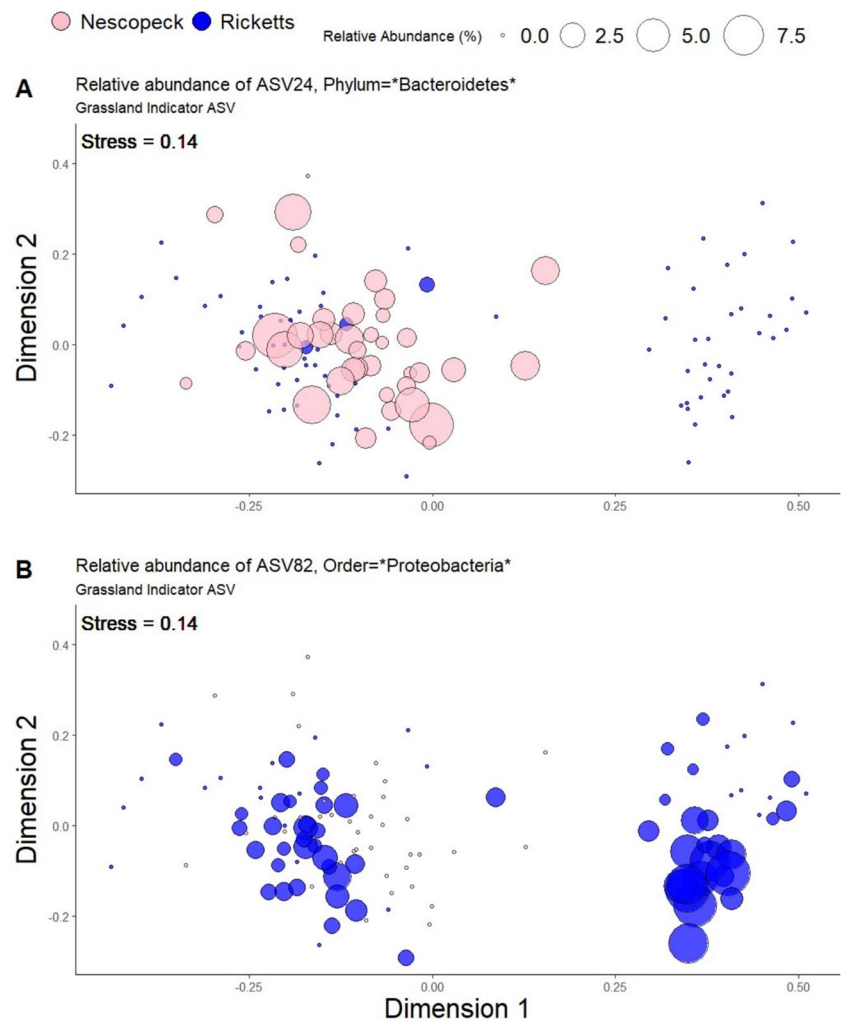 Nescopeck Ricketts Relative Abundance (%) 0.0 2.5 5.0 7.5
A Relative abundance of ASV24, Phylum=*Bacteroidetes*
Grassland Indicator ASV
Stress = 0.14
0.4
0.2
0.0
-0.2
Dimension 2
-0.25 0.00 0.25 0.50
B Relative abundance of ASV82, Order=*Proteobacteria*
Grassland Indicator ASV
Stress = 0.14
0.4
0.2
0.0
-0.2
Dimension 2
-0.25 0.00 0.25 0.50
Dimension 1